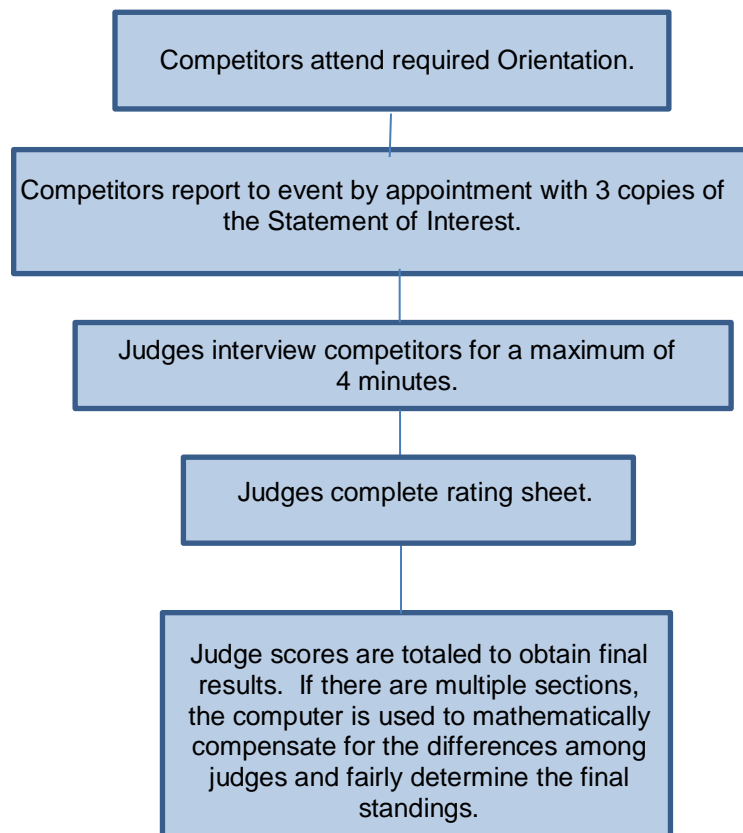 Competitors attend required Orientation.
Competitors report to event by appointment with 3 copies of
the Statement of Interest.
Judges interview competitors for a maximum of
4 minutes.
Judges complete rating sheet.
Judge scores are totaled to obtain final
results.  If there are multiple sections,
the computer is used to mathematically
compensate for the differences among
judges and fairly determine the final
standings.